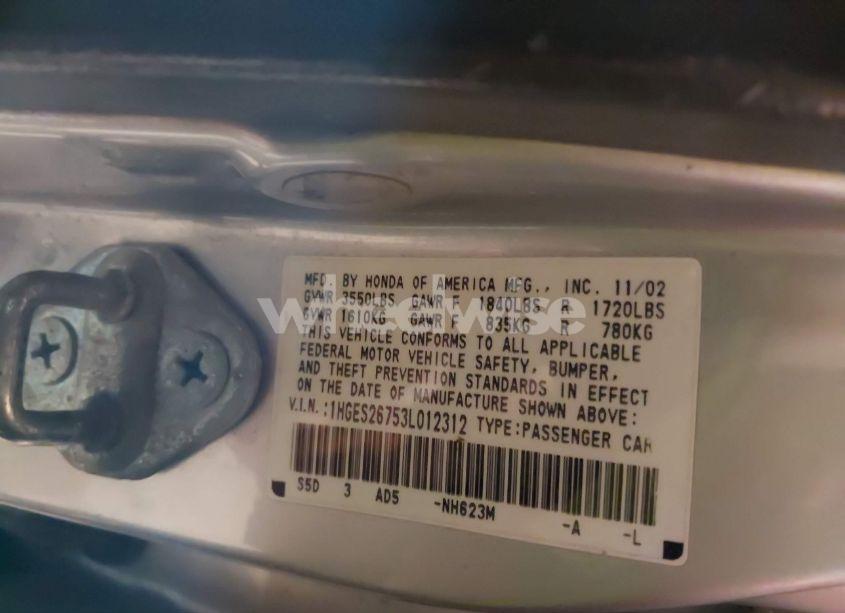 MFD. BY HONDA OF AMERICA MFG., INC. 11/02
GVWR 3550LBS GAWR F 1840LBS R 1720LBS
GVWR 1610KG GAWR F 835KG R 780KG
THIS VEHICLE CONFORMS TO ALL APPLICABLE
FEDERAL MOTOR VEHICLE SAFETY, BUMPER,
AND THEFT PREVENTION STANDARDS IN EFFECT
ON THE DATE OF MANUFACTURE SHOWN ABOVE:
V.I.N.:1HGES26753L012312 TYPE:PASSENGER CAR
S5D 3 AD5 -NH623M -A -L
wheelwise